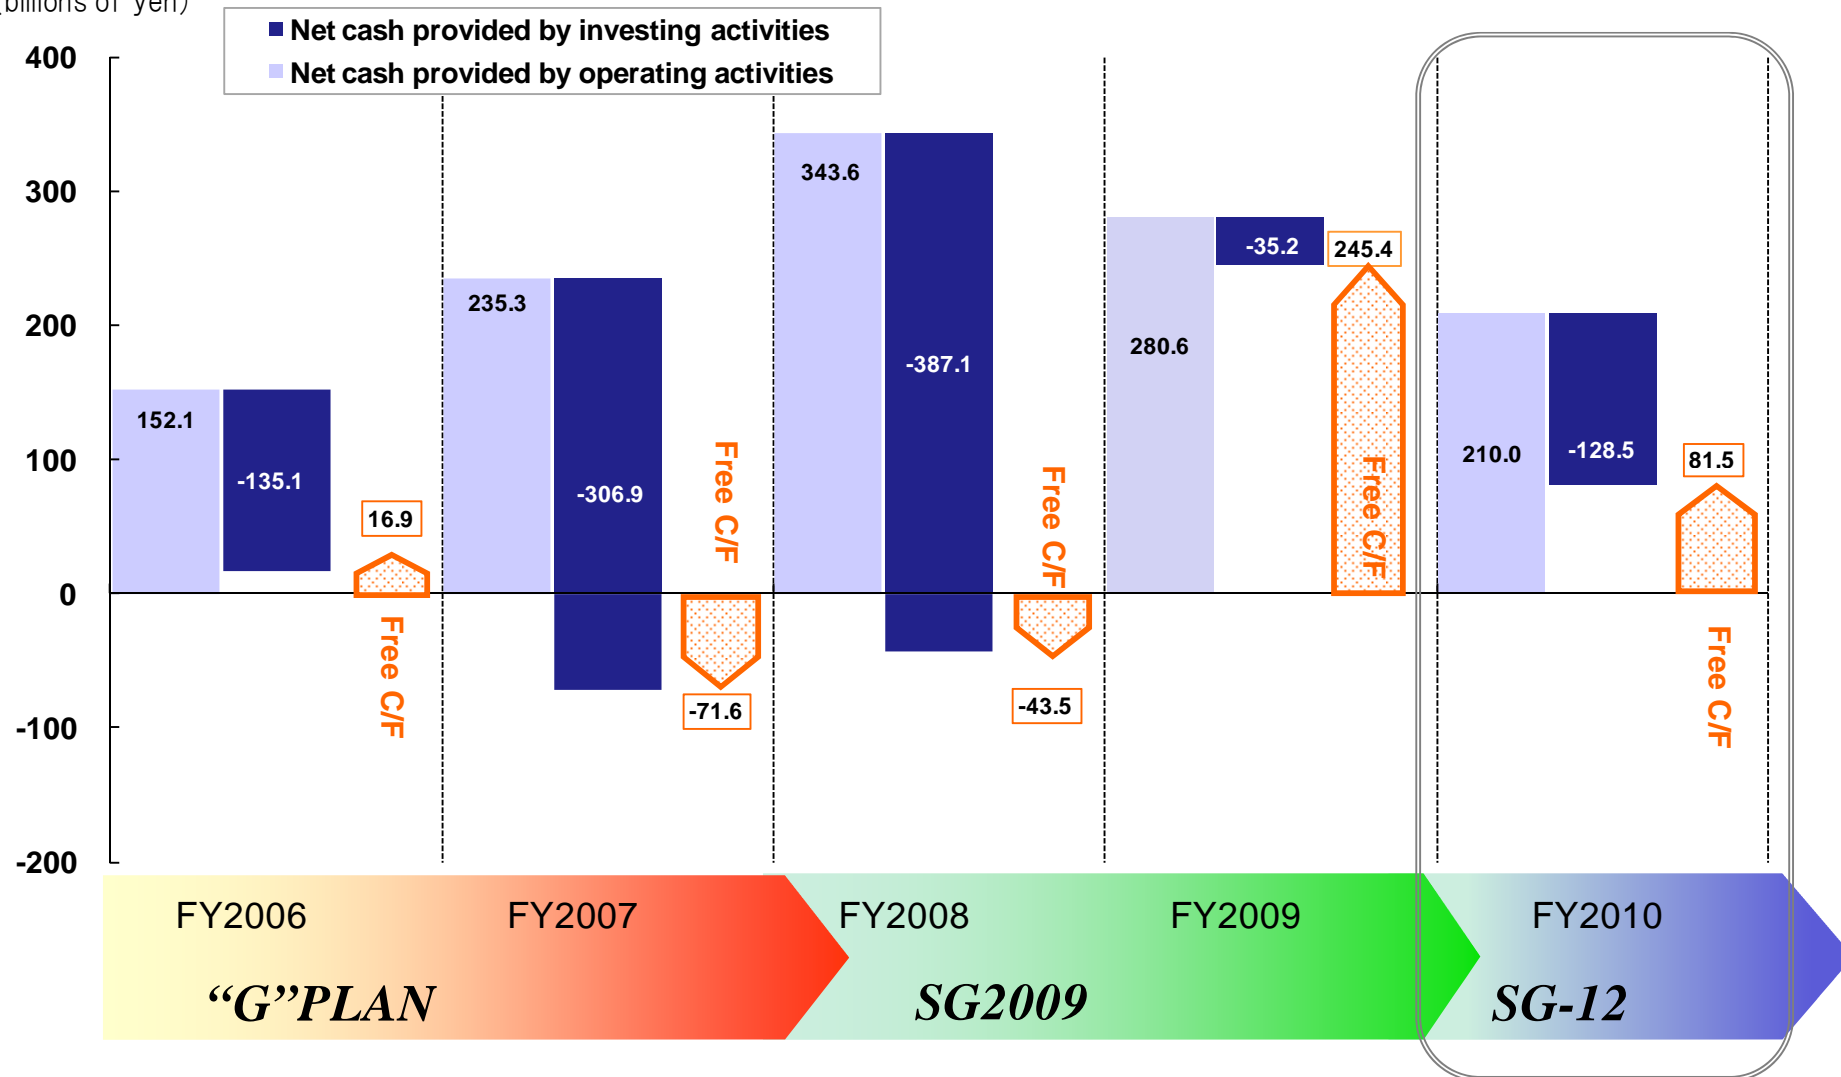 (billions of yen)
Net cash provided by investing activities
Net cash provided by operating activities
400
300
200
100
0
-100
-200
152.1
-135.1
16.9
Free C/F
235.3
-306.9
Free C/F
-71.6
343.6
-387.1
Free C/F
-43.5
280.6
-35.2
245.4
Free C/F
210.0
-128.5
81.5
Free C/F
FY2006
FY2007
FY2008
FY2009
FY2010
“G”PLAN
SG2009
SG-12